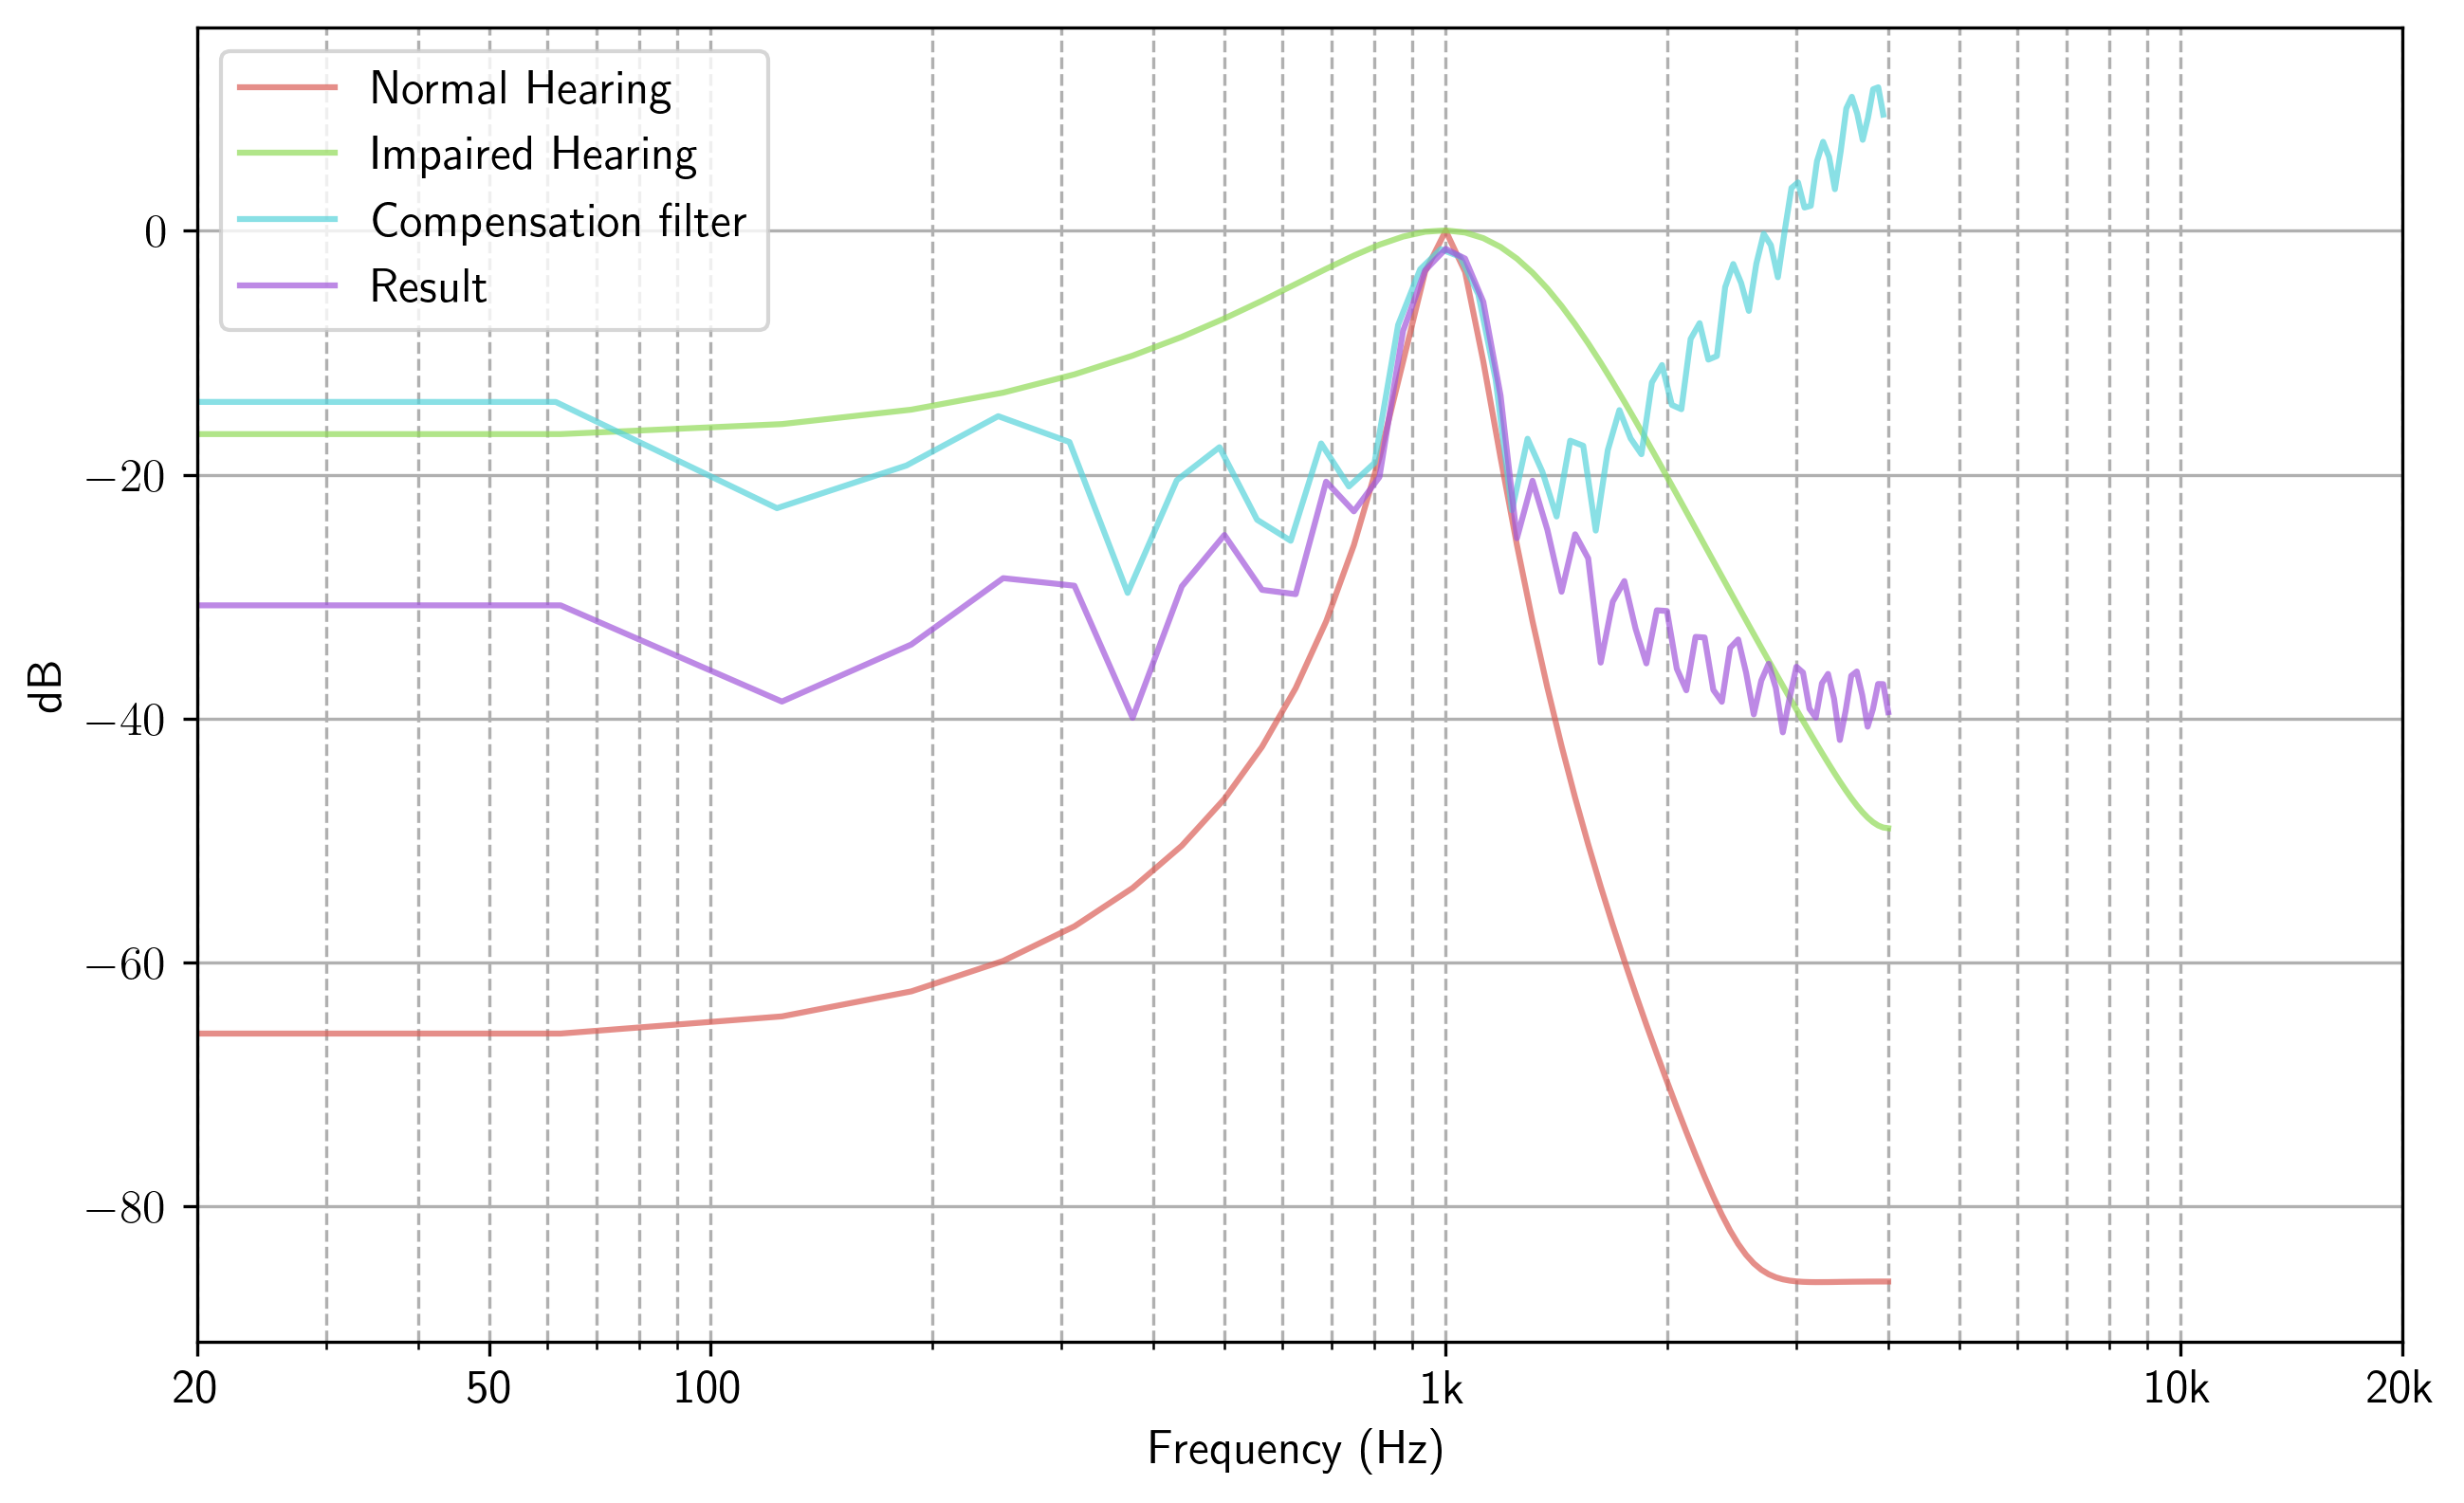 Normal Hearing
Impaired Hearing
Compensation filter
Result
0
−20
−40
−60
−80
dB
20 50 100 1k 10k 20k
Frequency (Hz)